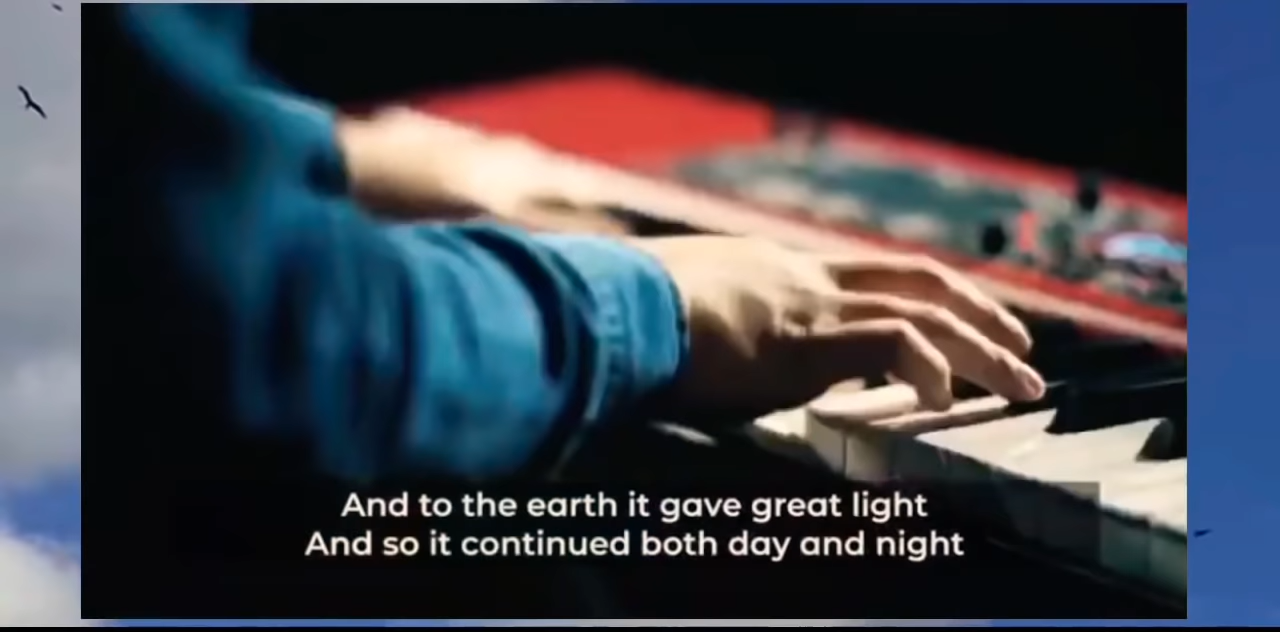 And to the earth it gave great light
And so it continued both day and night